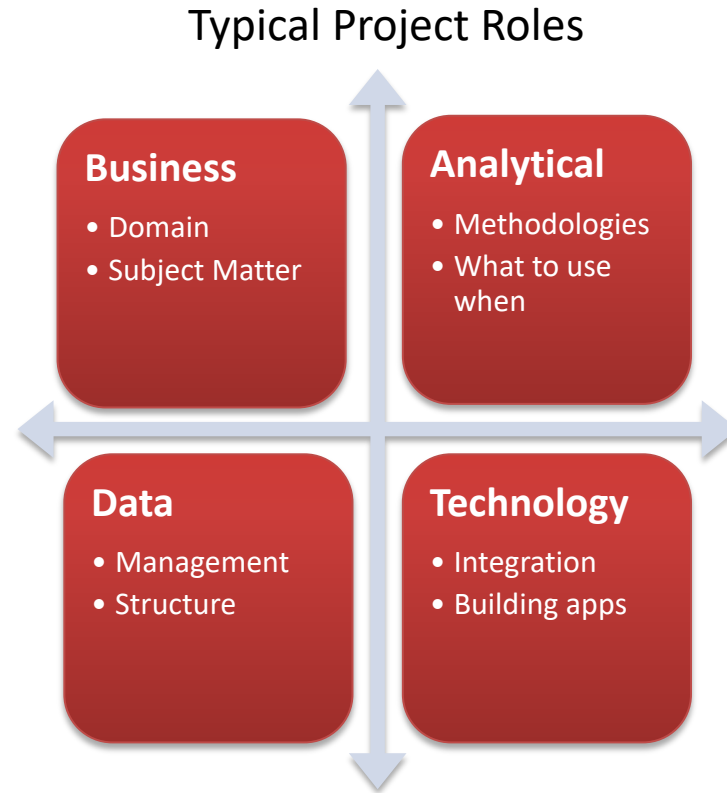 Typical Project Roles
Business
• Domain
• Subject Matter
Analytical
• Methodologies
• What to use
when
Data
• Management
• Structure
Technology
• Integration
• Building apps